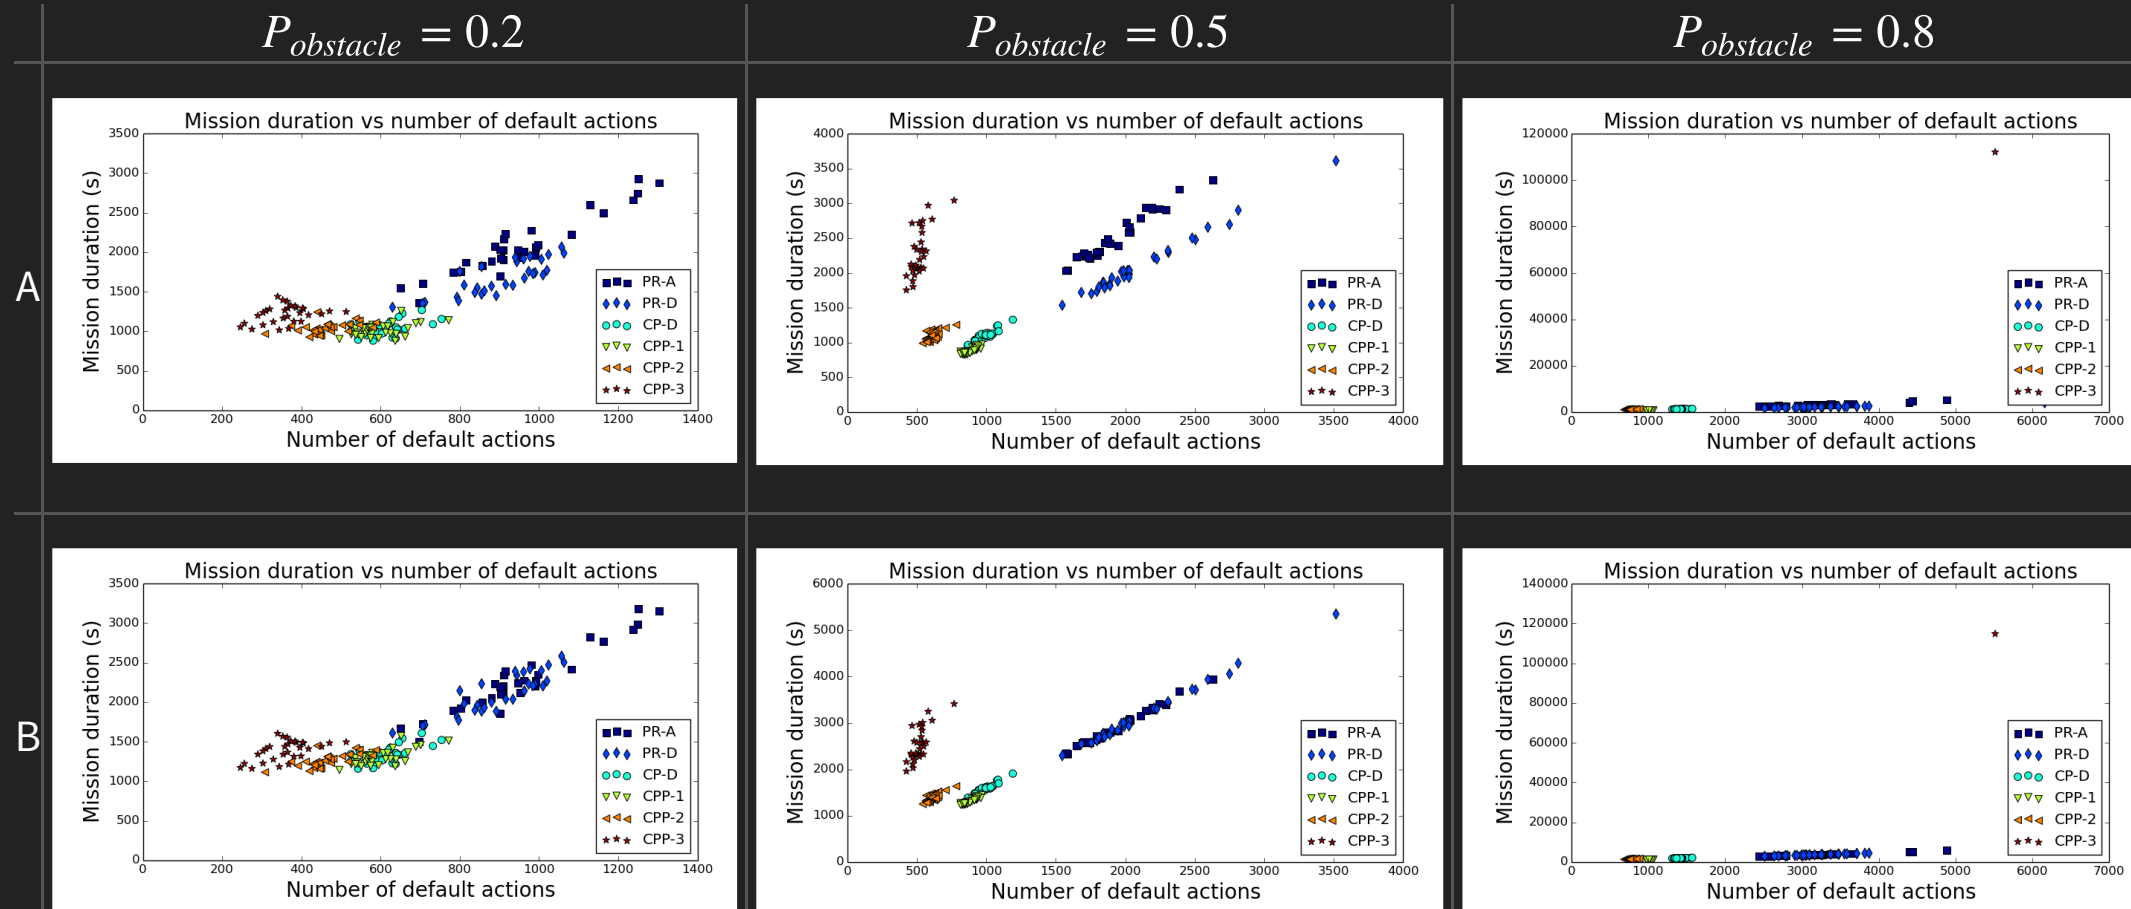 P_obstacle = 0.2
P_obstacle = 0.5
P_obstacle = 0.8
A
Mission duration vs number of default actions
Mission duration (s)
3500
3000
2500
2000
1500
1000
500
0
0 200 400 600 800 1000 1200 1400
Number of default actions
PR-A
PR-D
CP-D
CPP-1
CPP-2
CPP-3
Mission duration vs number of default actions
Mission duration (s)
4000
3500
3000
2500
2000
1500
1000
500
0
0 500 1000 1500 2000 2500 3000 3500 4000
Number of default actions
PR-A
PR-D
CP-D
CPP-1
CPP-2
CPP-3
Mission duration vs number of default actions
Mission duration (s)
120000
100000
80000
60000
40000
20000
0
0 1000 2000 3000 4000 5000 6000 7000
Number of default actions
PR-A
PR-D
CP-D
CPP-1
CPP-2
CPP-3
B
Mission duration vs number of default actions
Mission duration (s)
3500
3000
2500
2000
1500
1000
500
0
0 200 400 600 800 1000 1200 1400
Number of default actions
PR-A
PR-D
CP-D
CPP-1
CPP-2
CPP-3
Mission duration vs number of default actions
Mission duration (s)
6000
5000
4000
3000
2000
1000
0
0 500 1000 1500 2000 2500 3000 3500 4000
Number of default actions
PR-A
PR-D
CP-D
CPP-1
CPP-2
CPP-3
Mission duration vs number of default actions
Mission duration (s)
140000
120000
100000
80000
60000
40000
20000
0
0 1000 2000 3000 4000 5000 6000 7000
Number of default actions
PR-A
PR-D
CP-D
CPP-1
CPP-2
CPP-3